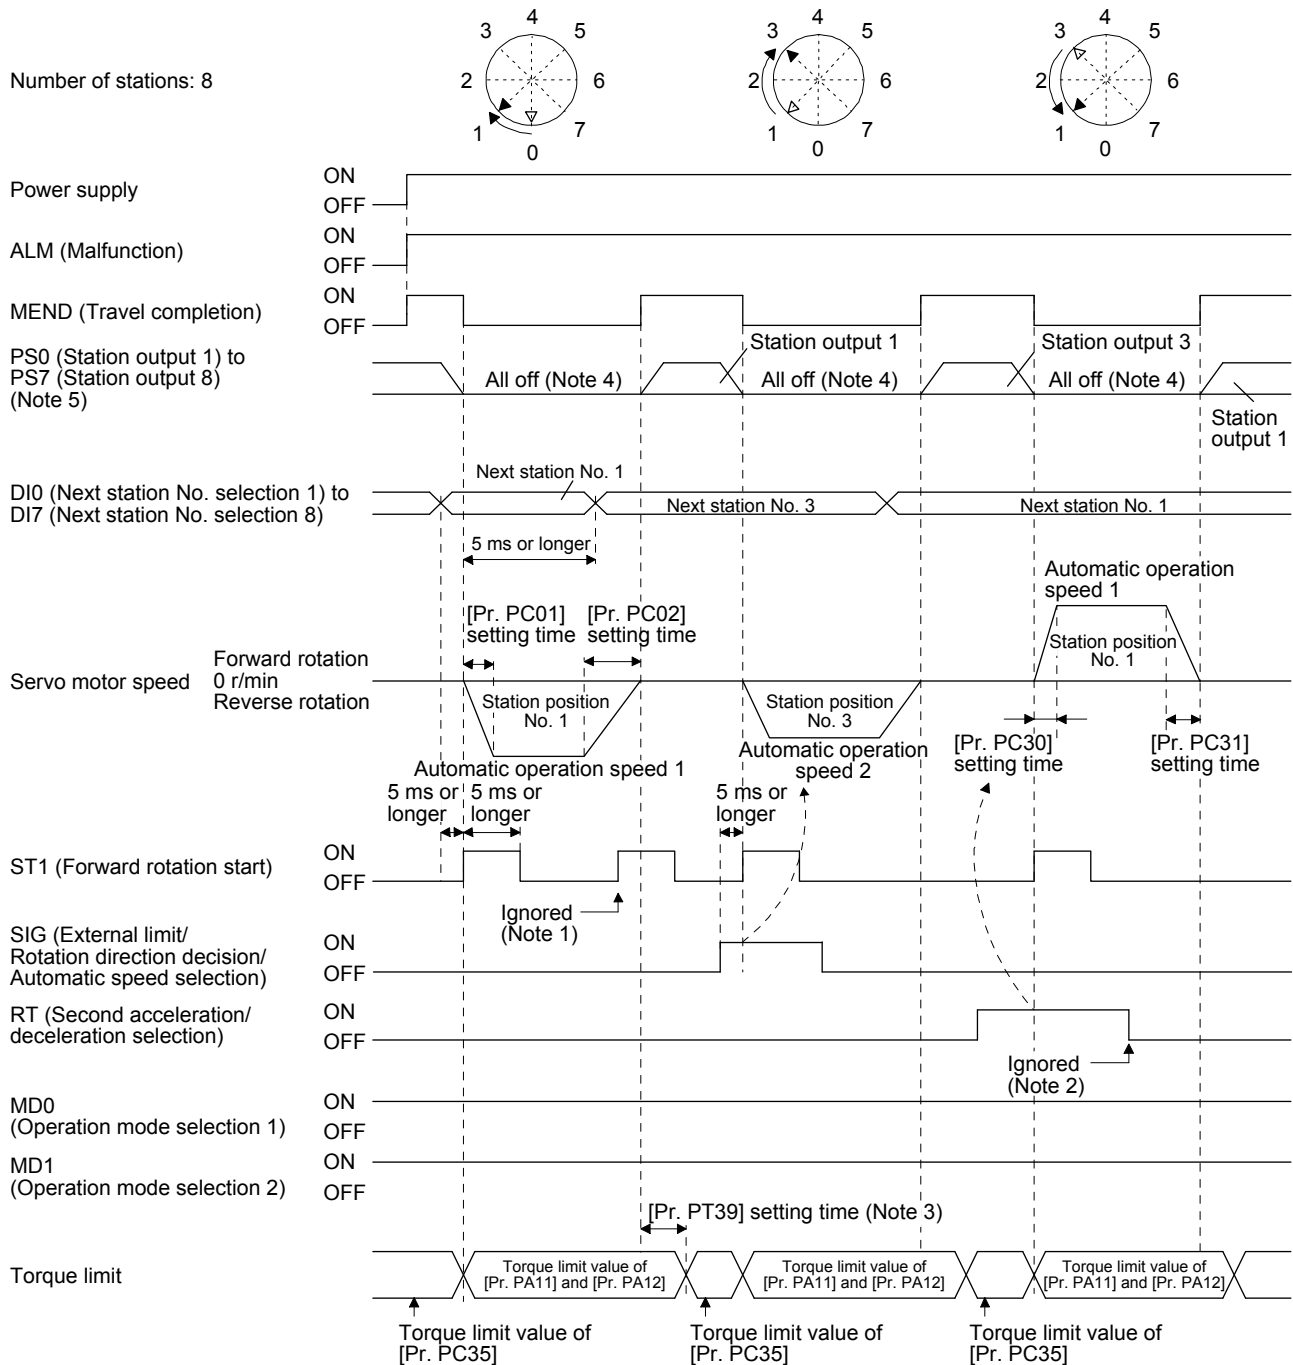 Number of stations: 8
4
3 5
2 6
1 7
0
4
3 5
2 6
1 7
0
4
3 5
2 6
1 7
0
Power supply
ON
OFF
ALM (Malfunction)
ON
OFF
MEND (Travel completion)
ON
OFF
PS0 (Station output 1) to
PS7 (Station output 8)
(Note 5)
All off (Note 4)
Station output 1
All off (Note 4)
Station output 3
All off (Note 4)
Station
output 1
DI0 (Next station No. selection 1) to
DI7 (Next station No. selection 8)
Next station No. 1
Next station No. 3
Next station No. 1
5 ms or longer
Servo motor speed
Forward rotation
0 r/min
Reverse rotation
[Pr. PC01]
setting time
[Pr. PC02]
setting time
Station position
No. 1
Automatic operation speed 1
Station position
No. 3
Automatic operation
speed 2
Automatic operation
speed 1
Station position
No. 1
[Pr. PC30]
setting time
[Pr. PC31]
setting time
5 ms or
longer
5 ms or
longer
5 ms or
longer
ST1 (Forward rotation start)
ON
OFF
Ignored
(Note 1)
SIG (External limit/
Rotation direction decision/
Automatic speed selection)
ON
OFF
RT (Second acceleration/
deceleration selection)
ON
OFF
Ignored
(Note 2)
MD0
(Operation mode selection 1)
ON
OFF
MD1
(Operation mode selection 2)
ON
OFF
[Pr. PT39] setting time (Note 3)
Torque limit
Torque limit value of
[Pr. PA11] and [Pr. PA12]
Torque limit value of
[Pr. PA11] and [Pr. PA12]
Torque limit value of
[Pr. PA11] and [Pr. PA12]
Torque limit value of
[Pr. PC35]
Torque limit value of
[Pr. PC35]
Torque limit value of
[Pr. PC35]